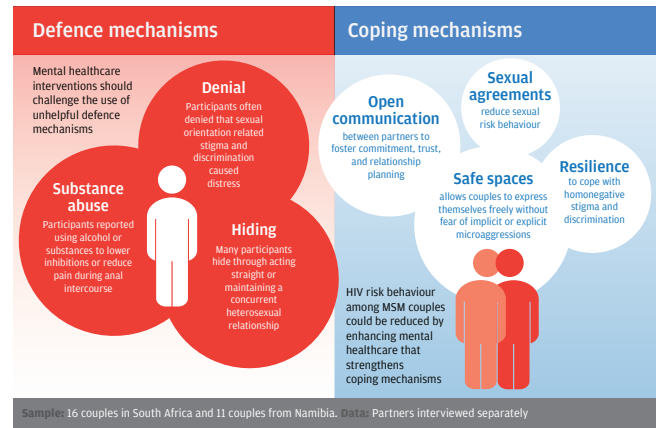 Defence mechanisms
Mental healthcare
interventions should
challenge the use of
unhelpful defence
mechanisms
Denial
Participants often
denied that sexual
orientation related
stigma and
discrimination
caused
distress
Substance
abuse
Participants reported
using alcohol or
substances to lower
inhibitions or reduce
pain during anal
intercourse
Hiding
Many participants
hide through acting
straight or
maintaining a
concurrent
heterosexual
relationship
Coping mechanisms
Open
communication
between partners to
foster commitment, trust,
and relationship
planning
Sexual
agreements
reduce sexual
risk behaviour
Safe spaces
allows couples to express
themselves freely without
fear of implicit or explicit
microaggressions
Resilience
to cope with
homonegative
stigma and
discrimination
HIV risk behaviour
among MSM couples
could be reduced by
enhancing mental
healthcare that
strengthens
coping mechanisms
Sample: 16 couples in South Africa and 11 couples from Namibia. Data: Partners interviewed separately